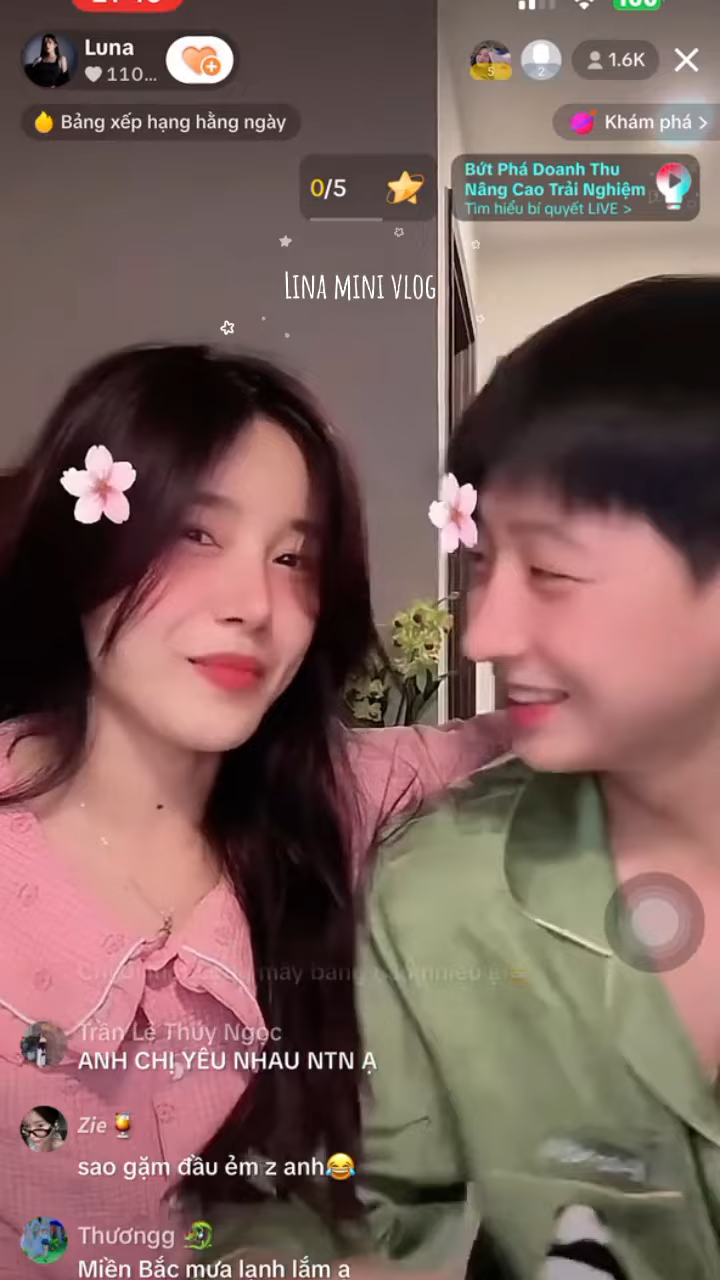 Luna
110...
1.6K
5
2
Bảng xếp hạng hằng ngày
Khám phá >
0/5
Bứt Phá Doanh Thu
Nâng Cao Trải Nghiệm
Tìm hiểu bí quyết LIVE >
LINA MINI VLOG
Trần Lê Thúy Ngọc
ANH CHỊ YÊU NHAU NTN Ạ
Zie
sao gặm đầu ẻm z anh😂
Thươngg
Miền Bắc mưa lạnh lắm ạ